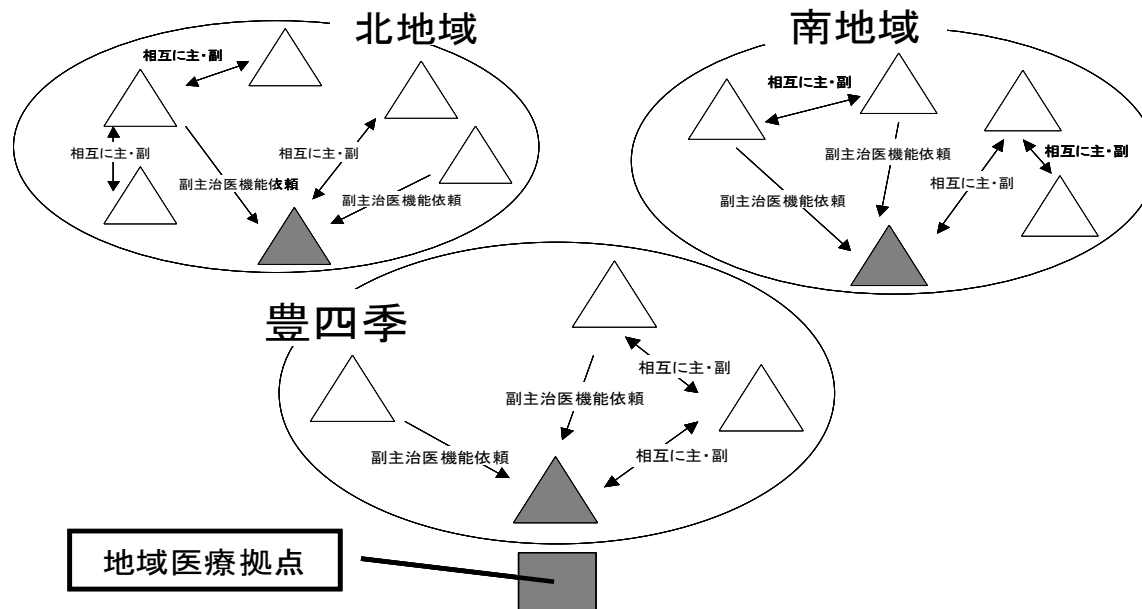 北地域
相互に主・副
相互に主・副
相互に主・副
副主治医機能依頼
副主治医機能依頼
南地域
相互に主・副
相互に主・副
副主治医機能依頼
相互に主・副
副主治医機能依頼
豊四季
相互に主・副
副主治医機能依頼
相互に主・副
副主治医機能依頼
地域医療拠点